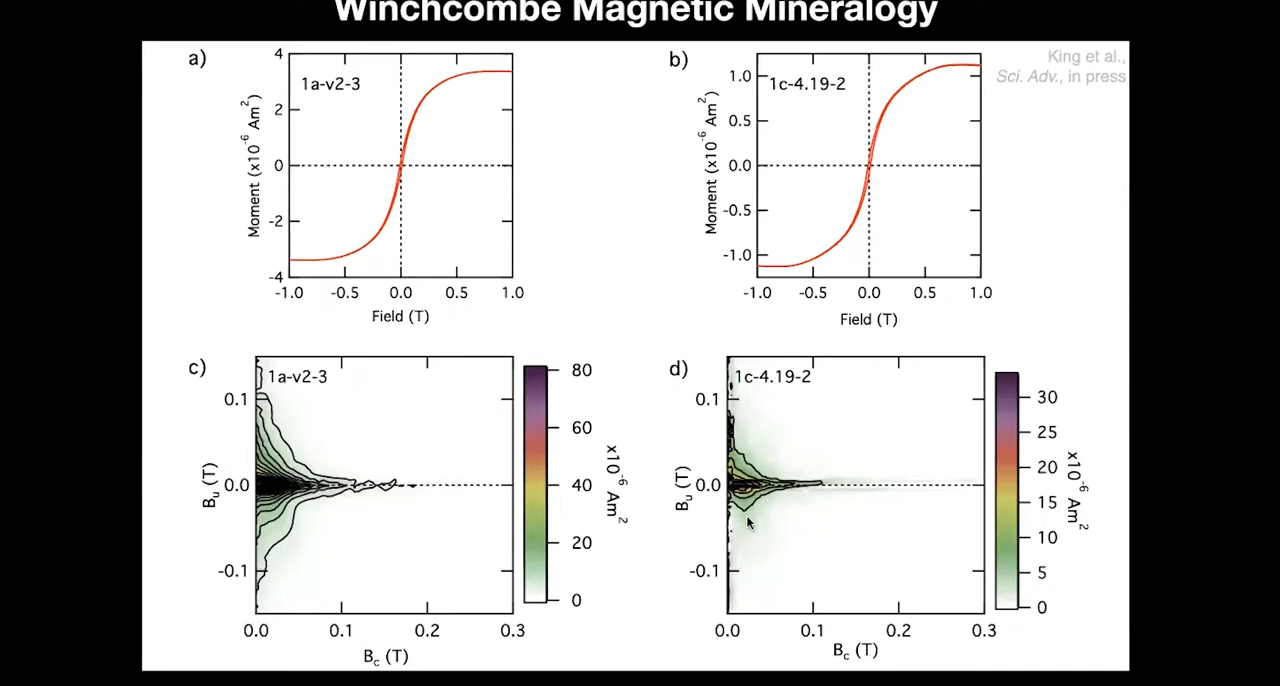 Winchcombe Magnetic Mineralogy
King et al.,
Sci. Adv., in press
a)
1a-v2-3
Moment (x10⁻⁶ Am²)
4
2
0
-2
-4
-1.0 -0.5 0.0 0.5 1.0
Field (T)
b)
1c-4.19-2
Moment (x10⁻⁶ Am²)
1.0
0.5
0.0
-0.5
-1.0
-1.0 -0.5 0.0 0.5 1.0
Field (T)
c)
1a-v2-3
Bᵤ (T)
0.1
0.0
-0.1
0.0 0.1 0.2 0.3
B꜀ (T)
80
60
40
20
0
x10⁻⁶ Am²
d)
1c-4.19-2
Bᵤ (T)
0.1
0.0
-0.1
0.0 0.1 0.2 0.3
B꜀ (T)
30
25
20
15
10
5
0
x10⁻⁶ Am²